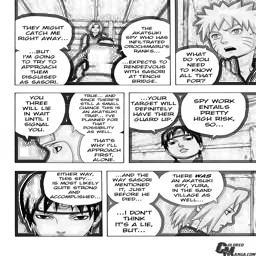 THE
AKATSUKI
SPY WHO HAS
INFILTRATED
OROCHIMARU'S
RANKS...
...EXPECTS TO
RENDEZVOUS
WITH SASORI
AT TENCHI
BRIDGE.
WHAT DO
YOU NEED
TO KNOW
ALL THAT
FOR?
THEY MIGHT
CATCH ME
RIGHT AWAY...
...BUT
I'M GOING
TO TRY TO
APPROACH
THEM
DISGUISED
AS SASORI.
SPY WORK
ENTAILS
PRETTY
HIGH RISK,
SO...
...YOUR
TARGET WILL
DEFINITELY
HAVE THEIR
GUARD UP.
TRUE... AND
SINCE THERE'S
STILL A SMALL
CHANCE THIS IS
AN AKATSUKI
TRAP... I'VE
PLANNED FOR
THAT
POSSIBILITY
AS WELL.
THAT'S
WHY I'LL
APPROACH
FIRST,
ALONE.
YOU
THREE
WILL LIE
IN WAIT
UNTIL I
SIGNAL
YOU.
THERE WAS
AN AKATSUKI
SPY, YURA,
IN THE SAND
VILLAGE AS
WELL...
...AND
THE WAY
SASORI
MENTIONED
IT, JUST
BEFORE HE
DIED...
...I DON'T
THINK
IT'S A LIE,
BUT...
EITHER WAY,
THIS SPY...
IS MOST
LIKELY QUITE
STRONG AND
ACCOMPLISHED...
COLORED
MANGA.COM